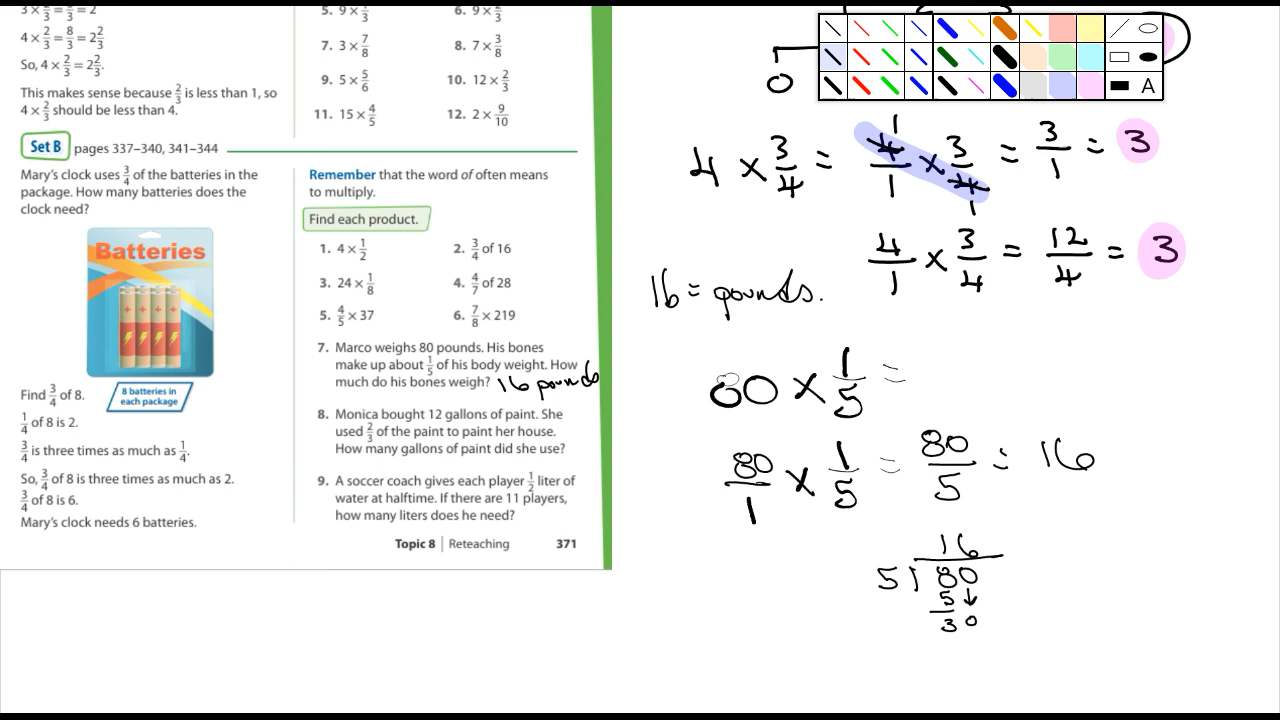 3 × 2/3 = 6/3 = 2
4 × 2/3 = 8/3 = 2 2/3
So, 4 × 2/3 = 2 2/3.
This makes sense because 2/3 is less than 1, so
4 × 2/3 should be less than 4.
5. 9 × 1/3
6. 9 × 2/3
7. 3 × 7/8
8. 7 × 3/8
9. 5 × 5/6
10. 12 × 2/3
11. 15 × 4/5
12. 2 × 9/10
Set B pages 337–340, 341–344
Mary's clock uses 3/4 of the batteries in the
package. How many batteries does the
clock need?
Batteries
Find 3/4 of 8.
8 batteries in
each package
1/4 of 8 is 2.
3/4 is three times as much as 1/4.
So, 3/4 of 8 is three times as much as 2.
3/4 of 8 is 6.
Mary's clock needs 6 batteries.
Remember that the word of often means
to multiply.
Find each product.
1. 4 × 1/2
2. 3/4 of 16
3. 24 × 1/8
4. 4/7 of 28
5. 4/5 × 37
6. 7/8 × 219
7. Marco weighs 80 pounds. His bones
make up about 1/5 of his body weight. How
much do his bones weigh? 16 pounds
8. Monica bought 12 gallons of paint. She
used 2/3 of the paint to paint her house.
How many gallons of paint did she use?
9. A soccer coach gives each player 1/2 liter of
water at halftime. If there are 11 players,
how many liters does he need?
Topic 8 | Reteaching 371
A
0
4 × 3/4 = 4/1 × 3/4 = 3/1 = 3
1
1
4/1 × 3/4 = 12/4 = 3
16 = pounds.
80 × 1/5 =
80/1 × 1/5 = 80/5 = 16
16
5 80
5 ↓
3 0